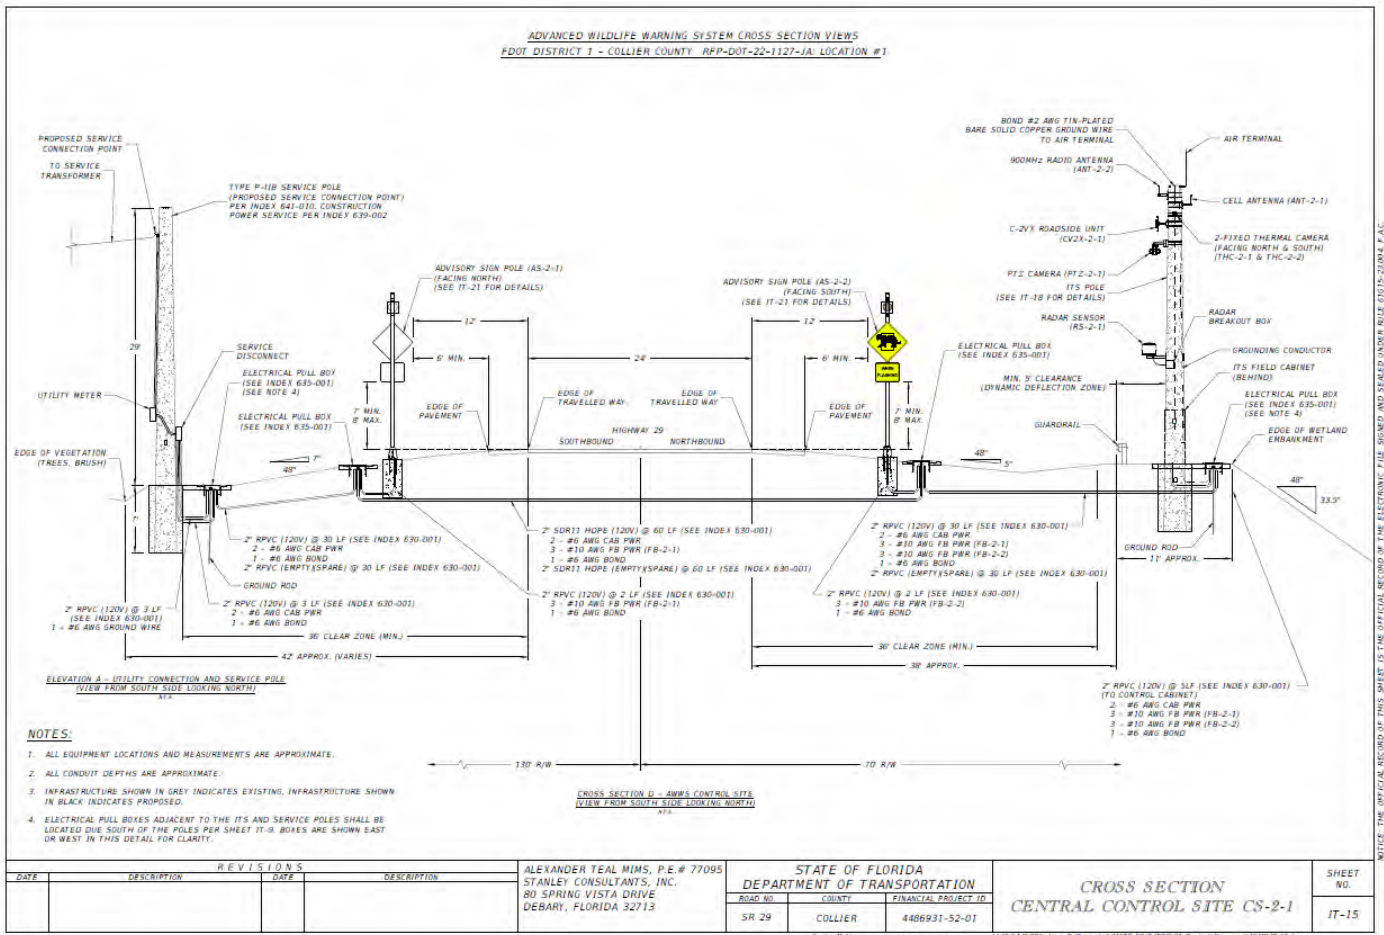 ADVANCED WILDLIFE WARNING SYSTEM CROSS SECTION VIEWS
FDOT DISTRICT 1 - COLLIER COUNTY RFP-DOT-22-1127-JA: LOCATION #1
PROPOSED SERVICE
CONNECTION POINT
TO SERVICE
TRANSFORMER
TYPE P-IIB SERVICE POLE
(PROPOSED SERVICE CONNECTION POINT)
PER INDEX 641-010. CONSTRUCTION
POWER SERVICE PER INDEX 639-002
29'
7'
UTILITY METER
EDGE OF VEGETATION
(TREES, BRUSH)
SERVICE
DISCONNECT
ELECTRICAL PULL BOX
(SEE INDEX 635-001)
(SEE NOTE 4)
ELECTRICAL PULL BOX
(SEE INDEX 635-001)
7"
48"
ADVISORY SIGN POLE (AS-2-1)
(FACING NORTH)
(SEE IT-21 FOR DETAILS)
12'
6' MIN.
7' MIN.
8' MAX.
EDGE OF
PAVEMENT
EDGE OF
TRAVELLED WAY
24'
HIGHWAY 29
SOUTHBOUND
NORTHBOUND
EDGE OF
TRAVELLED WAY
EDGE OF
PAVEMENT
ADVISORY SIGN POLE (AS-2-2)
(FACING SOUTH)
(SEE IT-21 FOR DETAILS)
12'
6' MIN.
7' MIN.
8' MAX.
WHEN
FLASHING
ELECTRICAL PULL BOX
(SEE INDEX 635-001)
48"
5"
BOND #2 AWG TIN-PLATED
BARE SOLID COPPER GROUND WIRE
TO AIR TERMINAL
AIR TERMINAL
900MHz RADIO ANTENNA
(ANT-2-2)
CELL ANTENNA (ANT-2-1)
C-2VX ROADSIDE UNIT
(CV2X-2-1)
2-FIXED THERMAL CAMERA
(FACING NORTH & SOUTH)
(THC-2-1 & THC-2-2)
PTZ CAMERA (PTZ-2-1)
ITS POLE
(SEE IT-18 FOR DETAILS)
RADAR SENSOR
(RS-2-1)
RADAR
BREAKOUT BOX
GROUNDING CONDUCTOR
MIN. 5' CLEARANCE
(DYNAMIC DEFLECTION ZONE)
ITS FIELD CABINET
(BEHIND)
ELECTRICAL PULL BOX
(SEE INDEX 635-001)
(SEE NOTE 4)
GUARDRAIL
EDGE OF WETLAND
EMBANKMENT
48"
33.5"
GROUND ROD
11' APPROX.
2" RPVC (120V) @ 30 LF (SEE INDEX 630-001)
2 - #6 AWG CAB PWR
1 - #6 AWG BOND
2" RPVC (EMPTY)(SPARE) @ 30 LF (SEE INDEX 630-001)
GROUND ROD
2" RPVC (120V) @ 3 LF
(SEE INDEX 630-001)
1 - #6 AWG GROUND WIRE
2" RPVC (120V) @ 3 LF (SEE INDEX 630-001)
2 - #6 AWG CAB PWR
1 - #6 AWG BOND
2" SDR11 HDPE (120V) @ 60 LF (SEE INDEX 630-001)
2 - #6 AWG CAB PWR
3 - #10 AWG FB PWR (FB-2-1)
1 - #6 AWG BOND
2" SDR11 HDPE (EMPTY)(SPARE) @ 60 LF (SEE INDEX 630-001)
2" RPVC (120V) @ 2 LF (SEE INDEX 630-001)
3 - #10 AWG FB PWR (FB-2-1)
1 - #6 AWG BOND
2" RPVC (120V) @ 30 LF (SEE INDEX 630-001)
2 - #6 AWG CAB PWR
3 - #10 AWG FB PWR (FB-2-1)
3 - #10 AWG FB PWR (FB-2-2)
1 - #6 AWG BOND
2" RPVC (EMPTY)(SPARE) @ 30 LF (SEE INDEX 630-001)
2" RPVC (120V) @ 2 LF (SEE INDEX 630-001)
3 - #10 AWG FB PWR (FB-2-2)
1 - #6 AWG BOND
36' CLEAR ZONE (MIN.)
42' APPROX. (VARIES)
36' CLEAR ZONE (MIN.)
38' APPROX.
2" RPVC (120V) @ 5LF (SEE INDEX 630-001)
(TO CONTROL CABINET)
2 - #6 AWG CAB PWR
3 - #10 AWG FB PWR (FB-2-1)
3 - #10 AWG FB PWR (FB-2-2)
1 - #6 AWG BOND
ELEVATION A - UTILITY CONNECTION AND SERVICE POLE
(VIEW FROM SOUTH SIDE LOOKING NORTH)
N.T.S.
130' R/W
70' R/W
CROSS SECTION D - AWWS CONTROL SITE
(VIEW FROM SOUTH SIDE LOOKING NORTH)
N.T.S.
NOTES:
1. ALL EQUIPMENT LOCATIONS AND MEASUREMENTS ARE APPROXIMATE.
2. ALL CONDUIT DEPTHS ARE APPROXIMATE.
3. INFRASTRUCTURE SHOWN IN GREY INDICATES EXISTING, INFRASTRUCTURE SHOWN
IN BLACK INDICATES PROPOSED.
4. ELECTRICAL PULL BOXES ADJACENT TO THE ITS AND SERVICE POLES SHALL BE
LOCATED DUE SOUTH OF THE POLES PER SHEET IT-9. BOXES ARE SHOWN EAST
OR WEST IN THIS DETAIL FOR CLARITY.
NOTICE: THE OFFICIAL RECORD OF THIS SHEET IS THE ELECTRONIC FILE SIGNED AND SEALED UNDER RULE 61G15-23.004, F.A.C.
REVISIONS
DATE DESCRIPTION DATE DESCRIPTION
ALEXANDER TEAL MIMS, P.E.# 77095
STANLEY CONSULTANTS, INC.
80 SPRING VISTA DRIVE
DEBARY, FLORIDA 32713
STATE OF FLORIDA
DEPARTMENT OF TRANSPORTATION
ROAD NO. COUNTY FINANCIAL PROJECT ID
SR 29 COLLIER 4486931-52-01
CROSS SECTION
CENTRAL CONTROL SITE CS-2-1
SHEET
NO.
IT-15